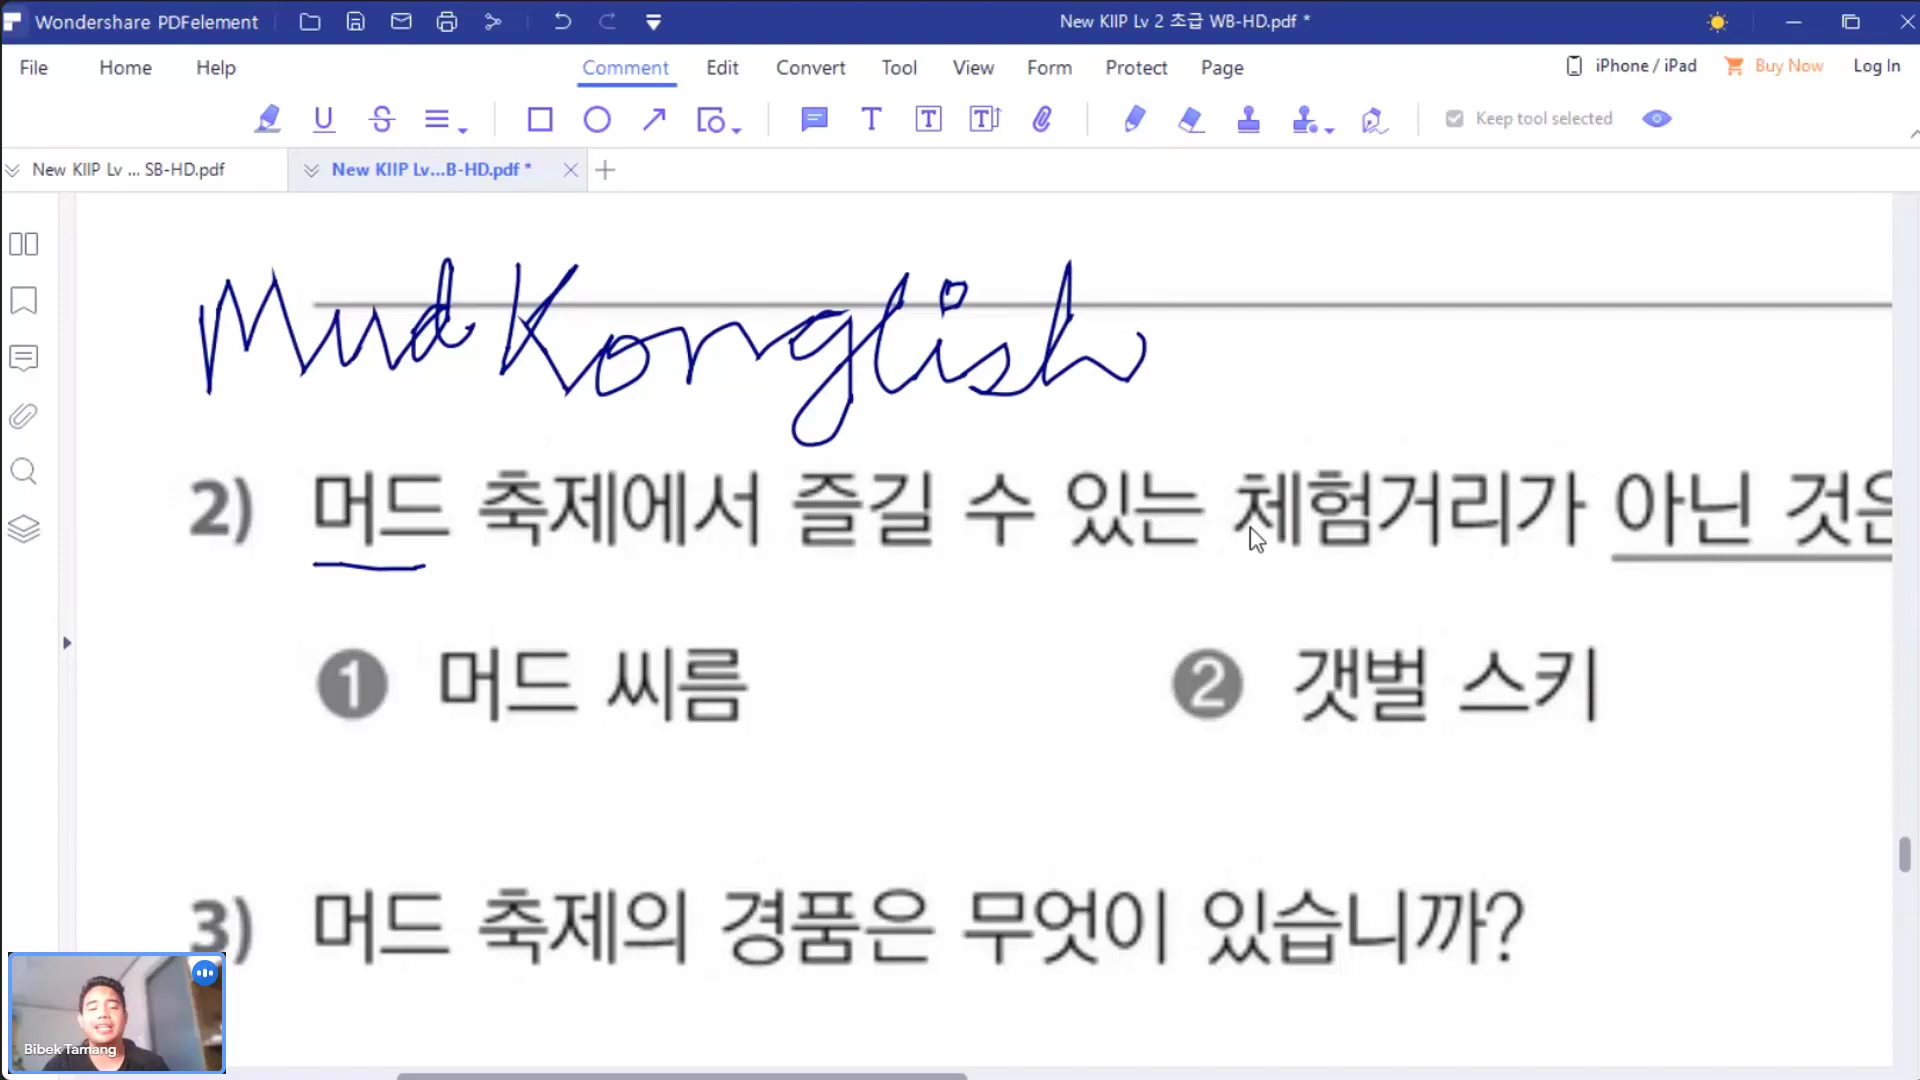 Wondershare PDFelement
New KIIP Lv 2 초급 WB-HD.pdf *
File Home Help Comment Edit Convert Tool View Form Protect Page iPhone / iPad Buy Now Log In
Keep tool selected
New KIIP Lv ... SB-HD.pdf New KIIP Lv...B-HD.pdf *
Mud Konglish
2) 머드 축제에서 즐길 수 있는 체험거리가 아닌 것은
1 머드 씨름 2 갯벌 스키
3) 머드 축제의 경품은 무엇이 있습니까?
Bibek Tamang